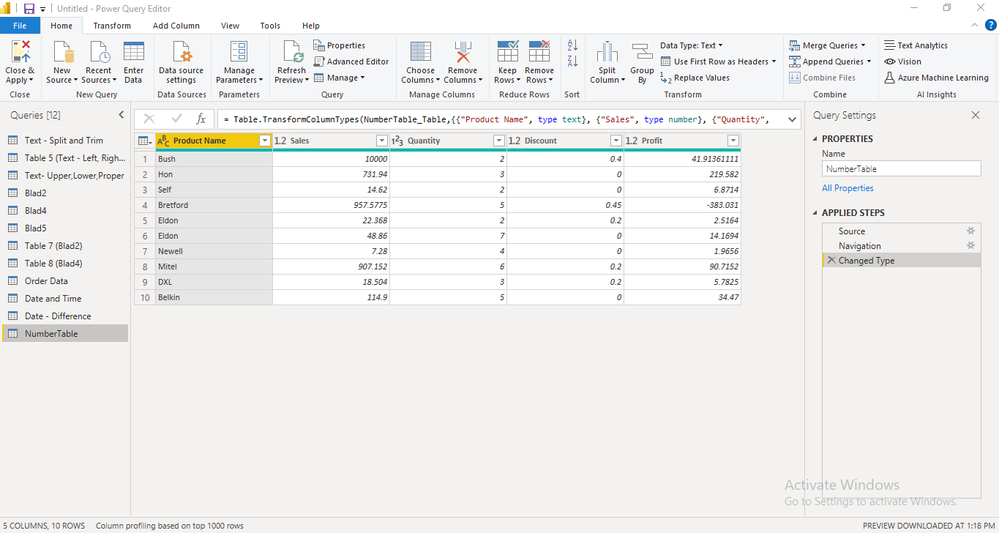 Untitled - Power Query Editor
File Home Transform Add Column View Tools Help
Close & Apply
New Source
Recent Sources
Enter Data
Data source settings
Manage Parameters
Refresh Preview
Properties
Advanced Editor
Manage
Choose Columns
Remove Columns
Keep Rows
Remove Rows
Split Column
Group By
Data Type: Text
Use First Row as Headers
Replace Values
Merge Queries
Append Queries
Combine Files
Text Analytics
Vision
Azure Machine Learning
Close New Query Data Sources Parameters Query Manage Columns Reduce Rows Sort Transform Combine AI Insights
Queries [12]
Text - Split and Trim
Table 5 (Text - Left, Righ...
Text- Upper,Lower,Proper
Blad2
Blad4
Blad5
Table 7 (Blad2)
Table 8 (Blad4)
Order Data
Date and Time
Date - Difference
NumberTable
fx = Table.TransformColumnTypes(NumberTable_Table,{{"Product Name", type text}, {"Sales", type number}, {"Quantity",
ABC Product Name 1.2 Sales 123 Quantity 1.2 Discount 1.2 Profit
1 Bush 10000 2 0.4 41.91361111
2 Hon 731.94 3 0 219.582
3 Self 14.62 2 0 6.8714
4 Bretford 957.5775 5 0.45 -383.031
5 Eldon 22.368 2 0.2 2.5164
6 Eldon 48.86 7 0 14.1694
7 Newell 7.28 4 0 1.9656
8 Mitel 907.152 6 0.2 90.7152
9 DXL 18.504 3 0.2 5.7825
10 Belkin 114.9 5 0 34.47
Query Settings
PROPERTIES
Name
NumberTable
All Properties
APPLIED STEPS
Source
Navigation
Changed Type
Activate Windows
Go to Settings to activate Windows.
5 COLUMNS, 10 ROWS Column profiling based on top 1000 rows PREVIEW DOWNLOADED AT 1:18 PM